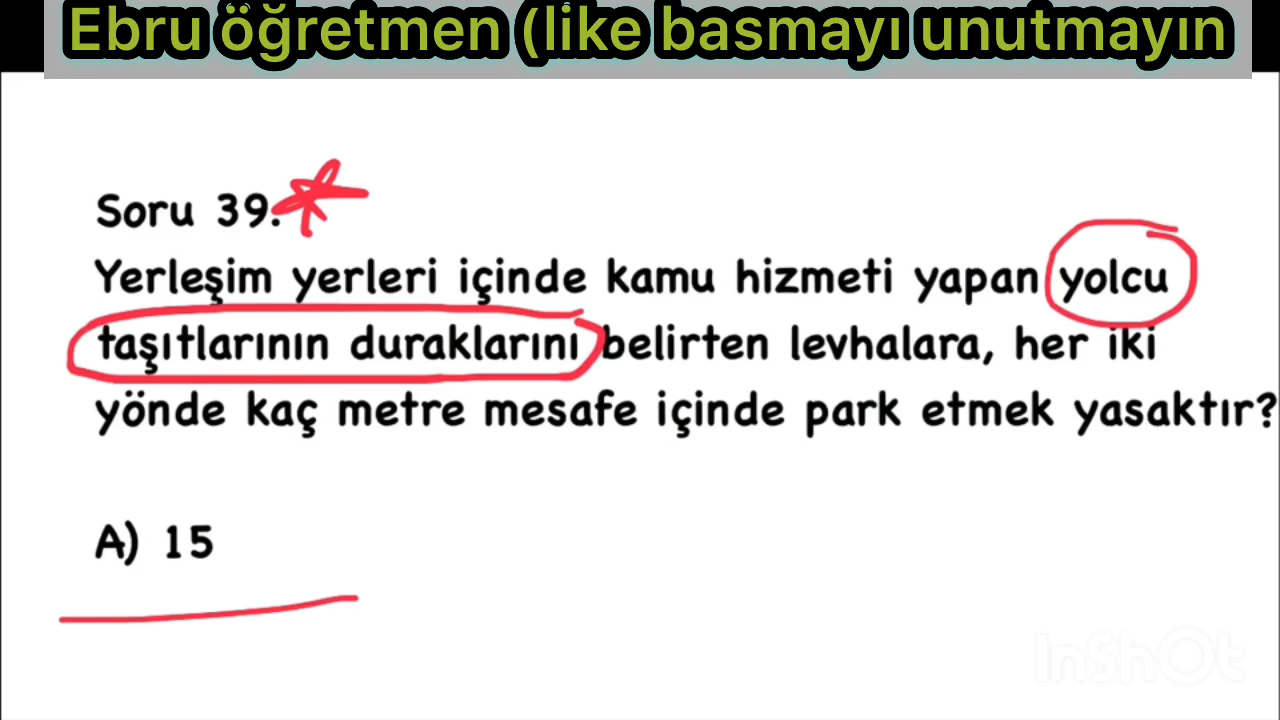 Ebru öğretmen (like basmayı unutmayın
Soru 39.
Yerleşim yerleri içinde kamu hizmeti yapan yolcu
taşıtlarının duraklarını belirten levhalara, her iki
yönde kaç metre mesafe içinde park etmek yasaktır?
A) 15
InShOt